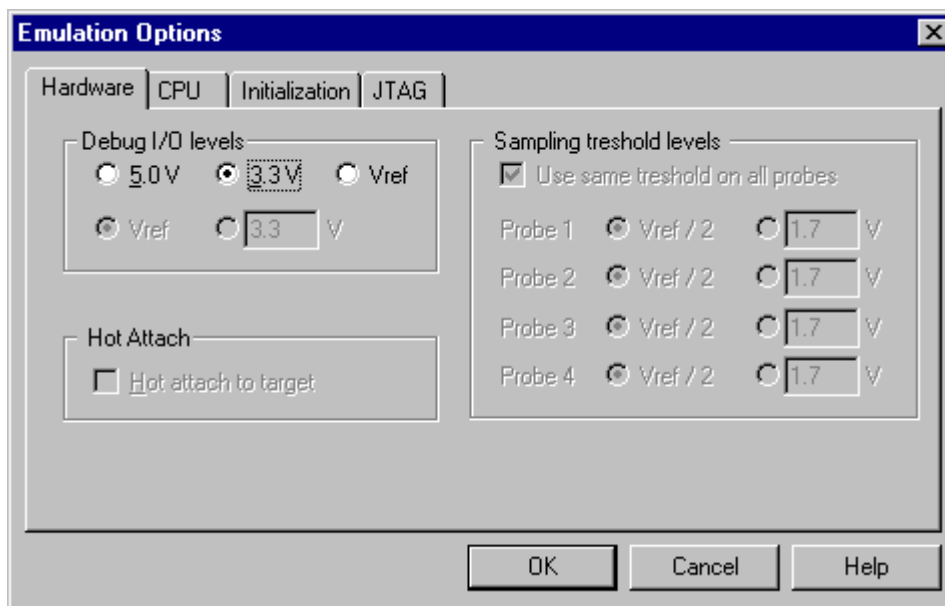 Emulation Options
Hardware CPU Initialization JTAG
Debug I/O levels
5.0 V 3.3 V Vref
Vref 3.3 V
Hot Attach
Hot attach to target
Sampling treshold levels
Use same treshold on all probes
Probe 1 Vref / 2 1.7 V
Probe 2 Vref / 2 1.7 V
Probe 3 Vref / 2 1.7 V
Probe 4 Vref / 2 1.7 V
OK Cancel Help